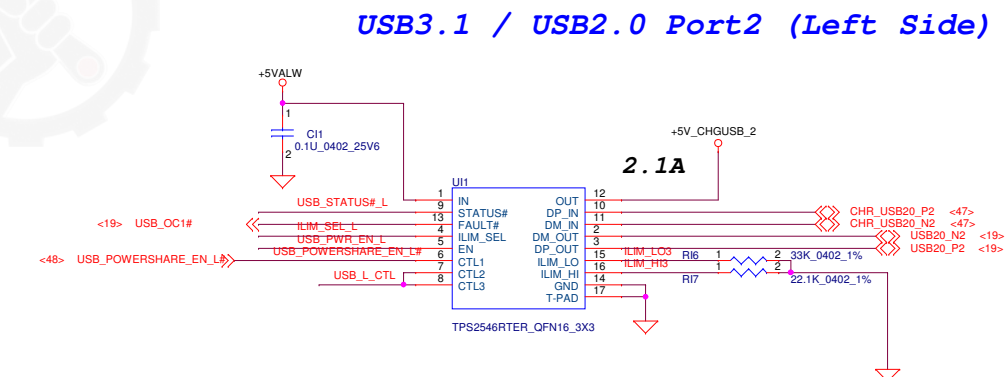 USB3.1 / USB2.0 Port2 (Left Side)
+5VALW
1
CI1
0.1U_0402_25V6
2
+5V_CHGUSB_2
2.1A
UI1
USB_STATUS#_L
<19> USB_OC1#
ILIM_SEL_L
USB_PWR_EN_L
<48> USB_POWERSHARE_EN_L#
USB_POWERSHARE_EN_L#
USB_L_CTL
1 IN
9 STATUS#
13 FAULT#
4 ILIM_SEL
5 EN
6 CTL1
7 CTL2
8 CTL3
OUT 12
DP_IN 10
DM_IN 11
DM_OUT 2
DP_OUT 3
ILIM_LO 15
ILIM_HI 16
GND 14
T-PAD 17
TPS2546RTER_QFN16_3X3
CHR_USB20_P2 <47>
CHR_USB20_N2 <47>
USB20_N2 <19>
USB20_P2 <19>
ILIM_LO3 RI6 1 2 33K_0402_1%
ILIM_HI3 RI7 1 2 22.1K_0402_1%